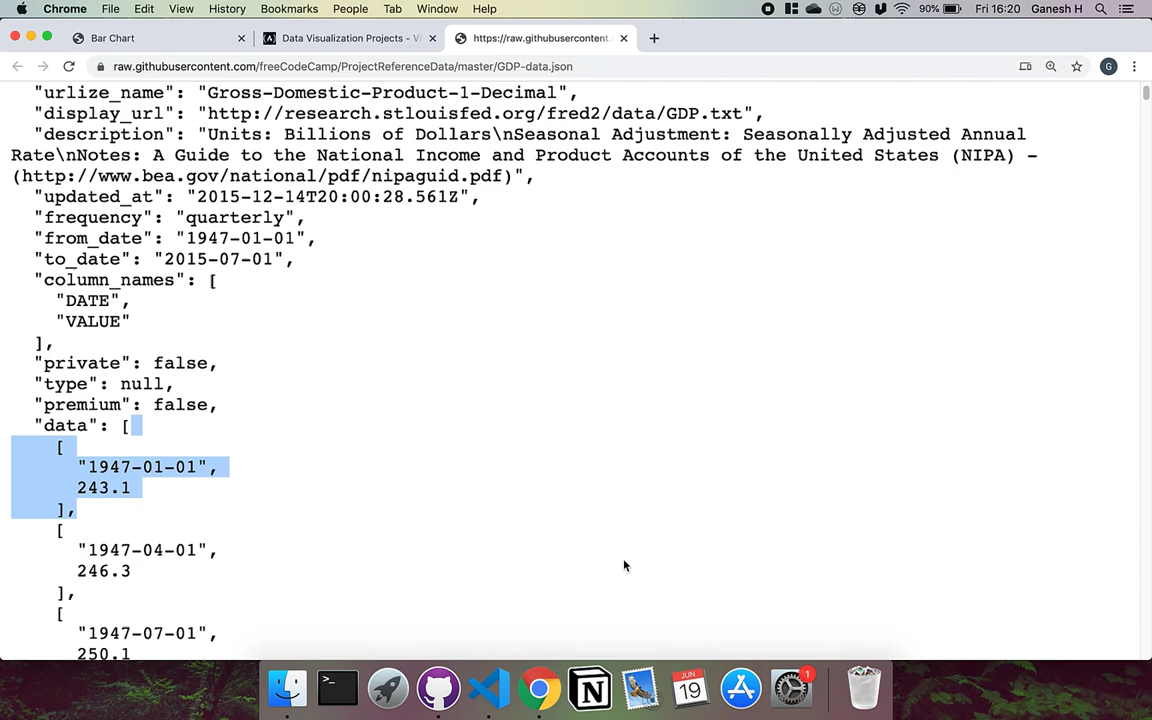 Chrome File Edit View History Bookmarks People Tab Window Help 90% Fri 16:20 Ganesh H
Bar Chart
Data Visualization Projects - V
https://raw.githubusercontent.
raw.githubusercontent.com/freeCodeCamp/ProjectReferenceData/master/GDP-data.json
G
"urlize_name": "Gross-Domestic-Product-1-Decimal",
"display_url": "http://research.stlouisfed.org/fred2/data/GDP.txt",
"description": "Units: Billions of Dollars\nSeasonal Adjustment: Seasonally Adjusted Annual
Rate\nNotes: A Guide to the National Income and Product Accounts of the United States (NIPA) -
(http://www.bea.gov/national/pdf/nipaguid.pdf)",
"updated_at": "2015-12-14T20:00:28.561Z",
"frequency": "quarterly",
"from_date": "1947-01-01",
"to_date": "2015-07-01",
"column_names": [
"DATE",
"VALUE"
],
"private": false,
"type": null,
"premium": false,
"data": [
[
"1947-01-01",
243.1
],
[
"1947-04-01",
246.3
],
[
"1947-07-01",
250.1
JUN
19
1